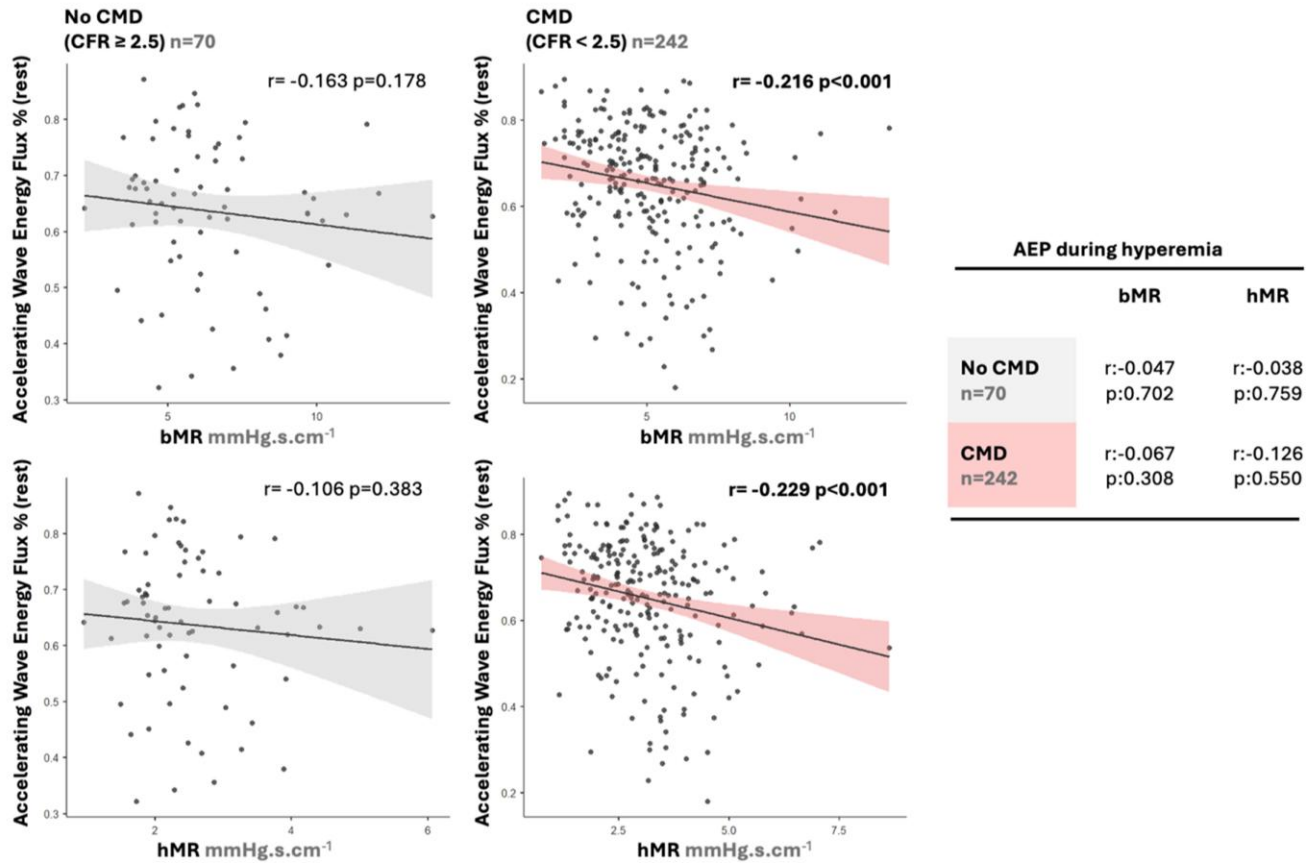 No CMD
(CFR ≥ 2.5) n=70
Accelerating Wave Energy Flux % (rest)
r= -0.163 p=0.178
0.8
0.7
0.6
0.5
0.4
0.3
5
10
bMR mmHg.s.cm⁻¹
CMD
(CFR < 2.5) n=242
Accelerating Wave Energy Flux % (rest)
r= -0.216 p<0.001
0.8
0.6
0.4
0.2
5
10
bMR mmHg.s.cm⁻¹
Accelerating Wave Energy Flux % (rest)
r= -0.106 p=0.383
0.8
0.7
0.6
0.5
0.4
0.3
2
4
6
hMR mmHg.s.cm⁻¹
Accelerating Wave Energy Flux % (rest)
r= -0.229 p<0.001
0.8
0.6
0.4
0.2
2.5
5.0
7.5
hMR mmHg.s.cm⁻¹
AEP during hyperemia
bMR hMR
No CMD r:-0.047 r:-0.038
n=70 p:0.702 p:0.759
CMD r:-0.067 r:-0.126
n=242 p:0.308 p:0.550